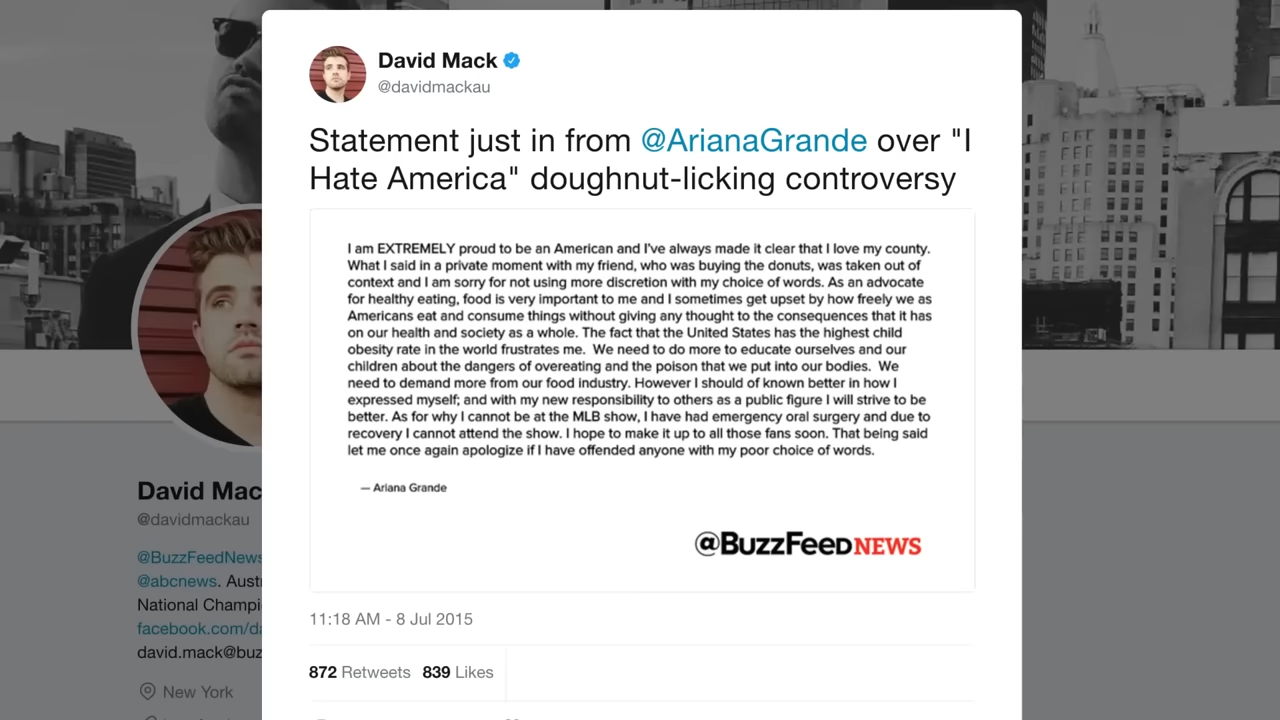 David Mack
@davidmackau
Statement just in from @ArianaGrande over "I
Hate America" doughnut-licking controversy
I am EXTREMELY proud to be an American and I've always made it clear that I love my county.
What I said in a private moment with my friend, who was buying the donuts, was taken out of
context and I am sorry for not using more discretion with my choice of words. As an advocate
for healthy eating, food is very important to me and I sometimes get upset by how freely we as
Americans eat and consume things without giving any thought to the consequences that it has
on our health and society as a whole. The fact that the United States has the highest child
obesity rate in the world frustrates me. We need to do more to educate ourselves and our
children about the dangers of overeating and the poison that we put into our bodies. We
need to demand more from our food industry. However I should of known better in how I
expressed myself; and with my new responsibility to others as a public figure I will strive to be
better. As for why I cannot be at the MLB show, I have had emergency oral surgery and due to
recovery I cannot attend the show. I hope to make it up to all those fans soon. That being said
let me once again apologize if I have offended anyone with my poor choice of words.
— Ariana Grande
@BuzzFeedNEWS
11:18 AM - 8 Jul 2015
872 Retweets 839 Likes
David Mac
@davidmackau
@BuzzFeedNews
@abcnews. Aust
National Champi
facebook.com/da
david.mack@buz
New York